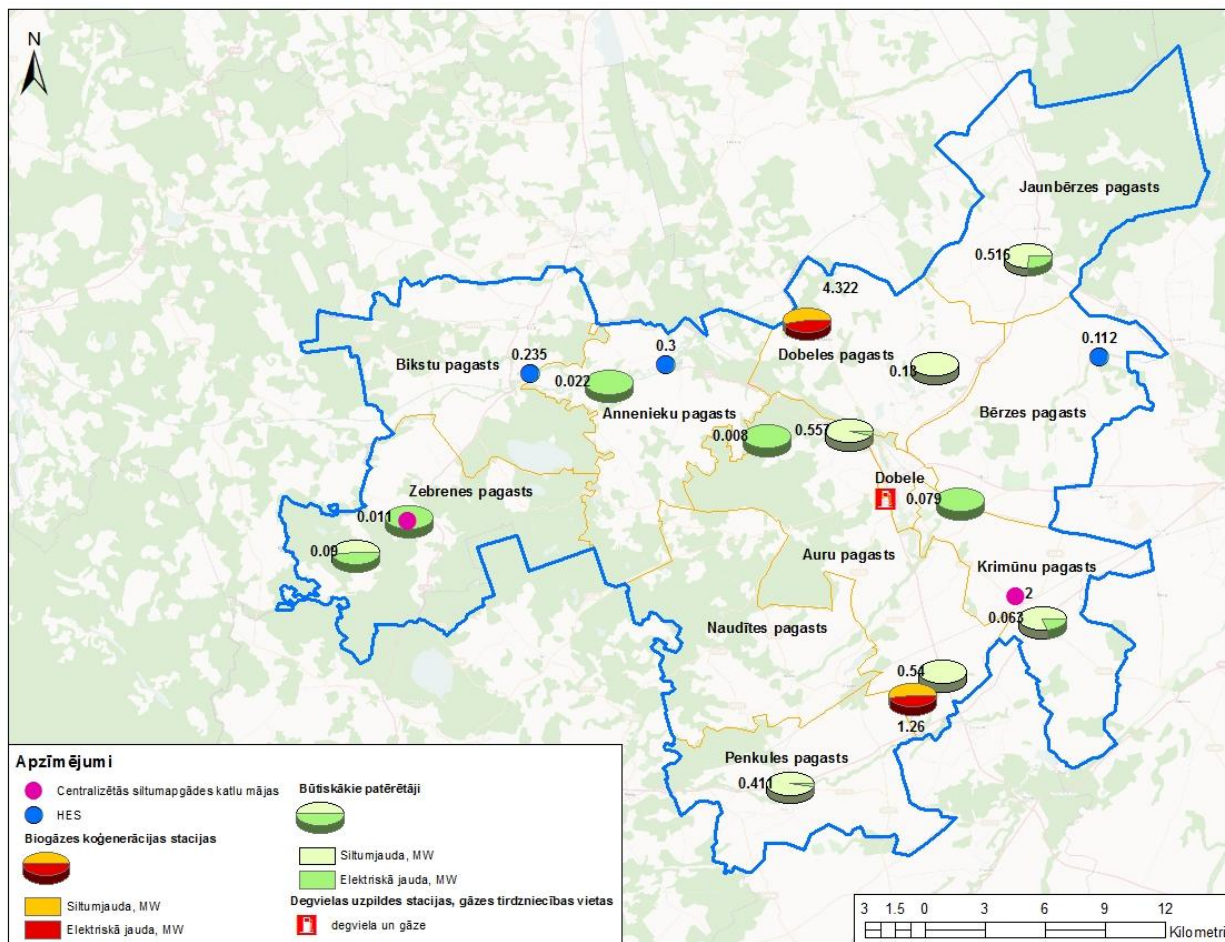 N
Jaunbērzes pagasts
0.516
4.322
0.3
0.112
0.235
Bikstu pagasts
Dobeles pagasts
0.13
0.022
Annenieku pagasts
Bērzes pagasts
0.008
0.557
Dobele
0.079
Zebrenes pagasts
0.011
0.09
Auru pagasts
Krimūnu pagasts
2
0.063
Naudītes pagasts
0.54
1.26
Penkules pagasts
0.411
Apzīmējumi
Centralizētās siltumapgādes katlu mājas
HES
Biogāzes koģenerācijas stacijas
Siltumjauda, MW
Elektriskā jauda, MW
Būtiskākie patērētāji
Siltumjauda, MW
Elektriskā jauda, MW
Degvielas uzpildes stacijas, gāzes tirdzniecības vietas
degviela un gāze
3 1.5 0 3 6 9 12
Kilometri